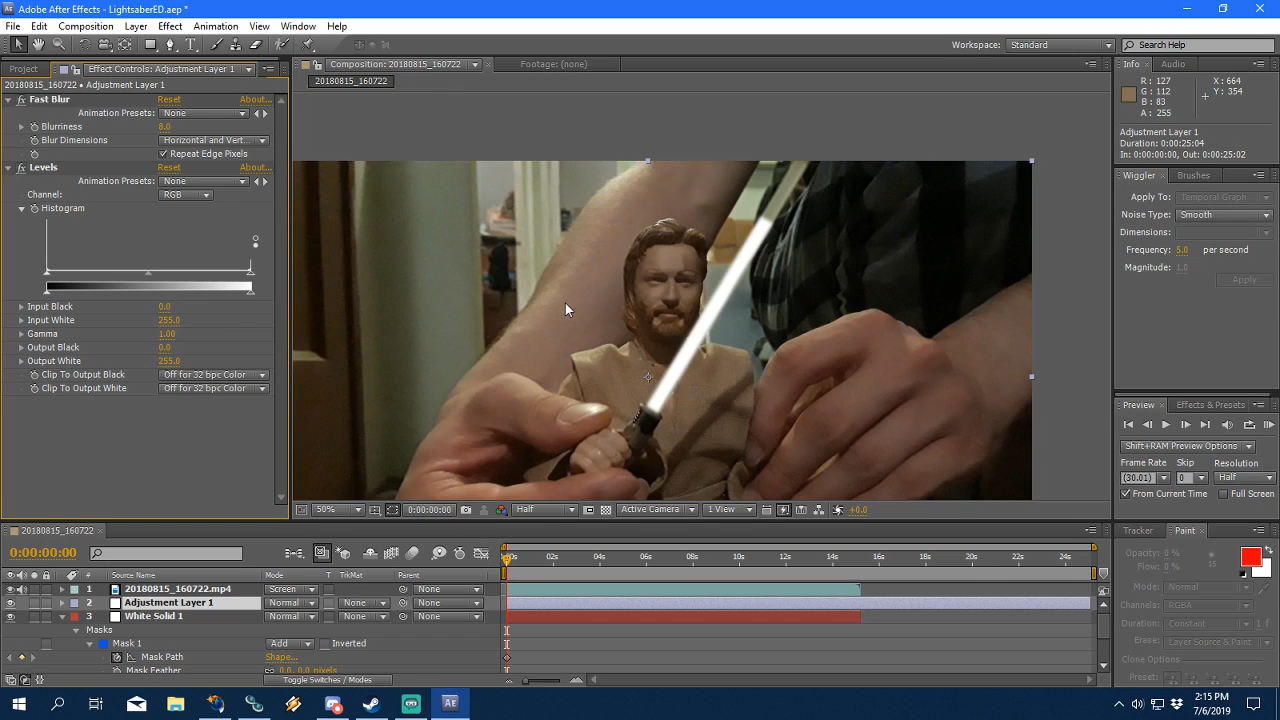 Adobe After Effects - LightsaberED.aep *
File Edit Composition Layer Effect Animation View Window Help
Workspace: Standard Search Help
Project Effect Controls: Adjustment Layer 1
20180815_160722 • Adjustment Layer 1
fx Fast Blur Reset About...
Animation Presets: None
Blurriness 8.0
Blur Dimensions Horizontal and Vert...
Repeat Edge Pixels
fx Levels Reset About...
Animation Presets: None
Channel: RGB
Histogram
Input Black 0.0
Input White 255.0
Gamma 1.00
Output Black 0.0
Output White 255.0
Clip To Output Black Off for 32 bpc Color
Clip To Output White Off for 32 bpc Color
Composition: 20180815_160722 Footage: (none)
20180815_160722
50% 0:00:00:00 Half Active Camera 1 View +0.0
Info Audio
R : 127 X : 664
G : 112 Y : 354
B : 83
A : 255
Adjustment Layer 1
Duration: 0:00:25:04
In: 0:00:00:00, Out: 0:00:25:02
Wiggler Brushes
Apply To: Temporal Graph
Noise Type: Smooth
Dimensions:
Frequency: 5.0 per second
Magnitude: 1.0
Apply
Preview Effects & Presets
Shift+RAM Preview Options
Frame Rate Skip Resolution
(30.01) 0 Half
From Current Time Full Screen
20180815_160722
0:00:00:00
02s 04s 06s 08s 10s 12s 14s 16s 18s 20s 22s 24s
# Source Name Mode T TrkMat Parent
1 20180815_160722.mp4 Screen None
2 Adjustment Layer 1 Normal None None
3 White Solid 1 Normal None None
Masks
Mask 1 Add Inverted
Mask Path Shape...
Mask Feather 0.0, 0.0 pixels
Toggle Switches / Modes
Tracker Paint
Opacity: 0 %
Flow: 0 % 15
Mode: Normal
Channels: RGBA
Duration: Constant 1 f
Erase: Layer Source & Paint
Clone Options
Preset:
2:15 PM
7/6/2019